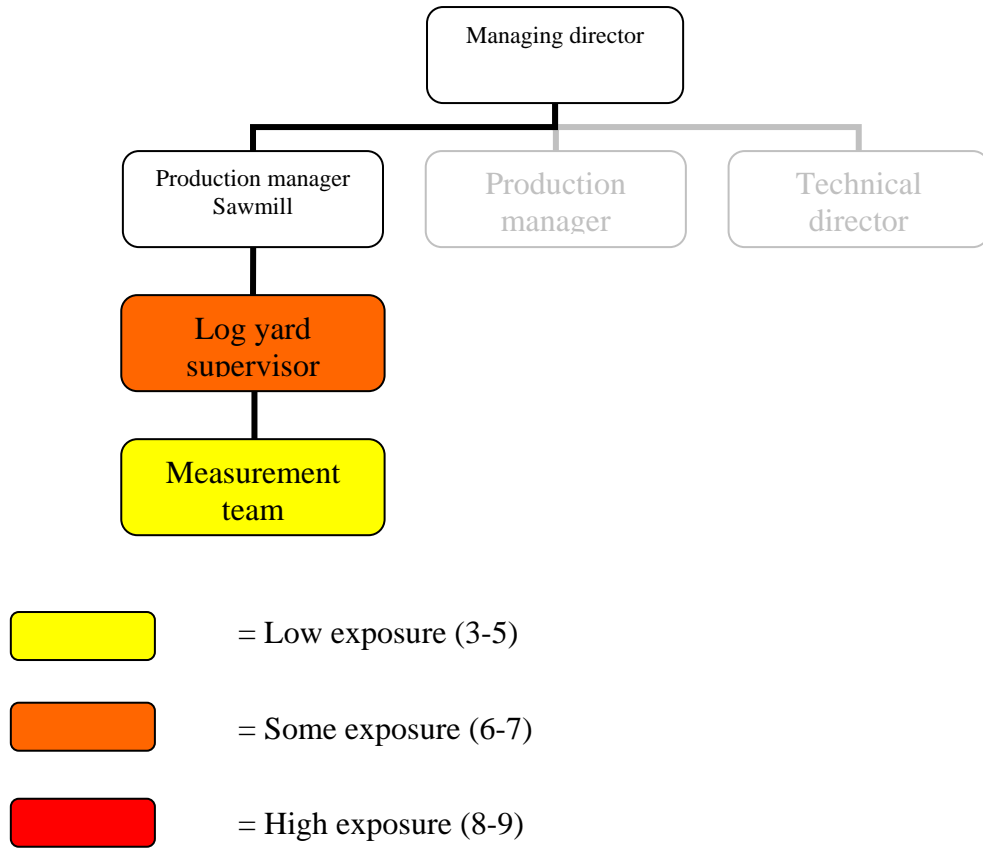 Managing director
Production manager
Sawmill
Production
manager
Technical
director
Log yard
supervisor
Measurement
team
= Low exposure (3-5)
= Some exposure (6-7)
= High exposure (8-9)